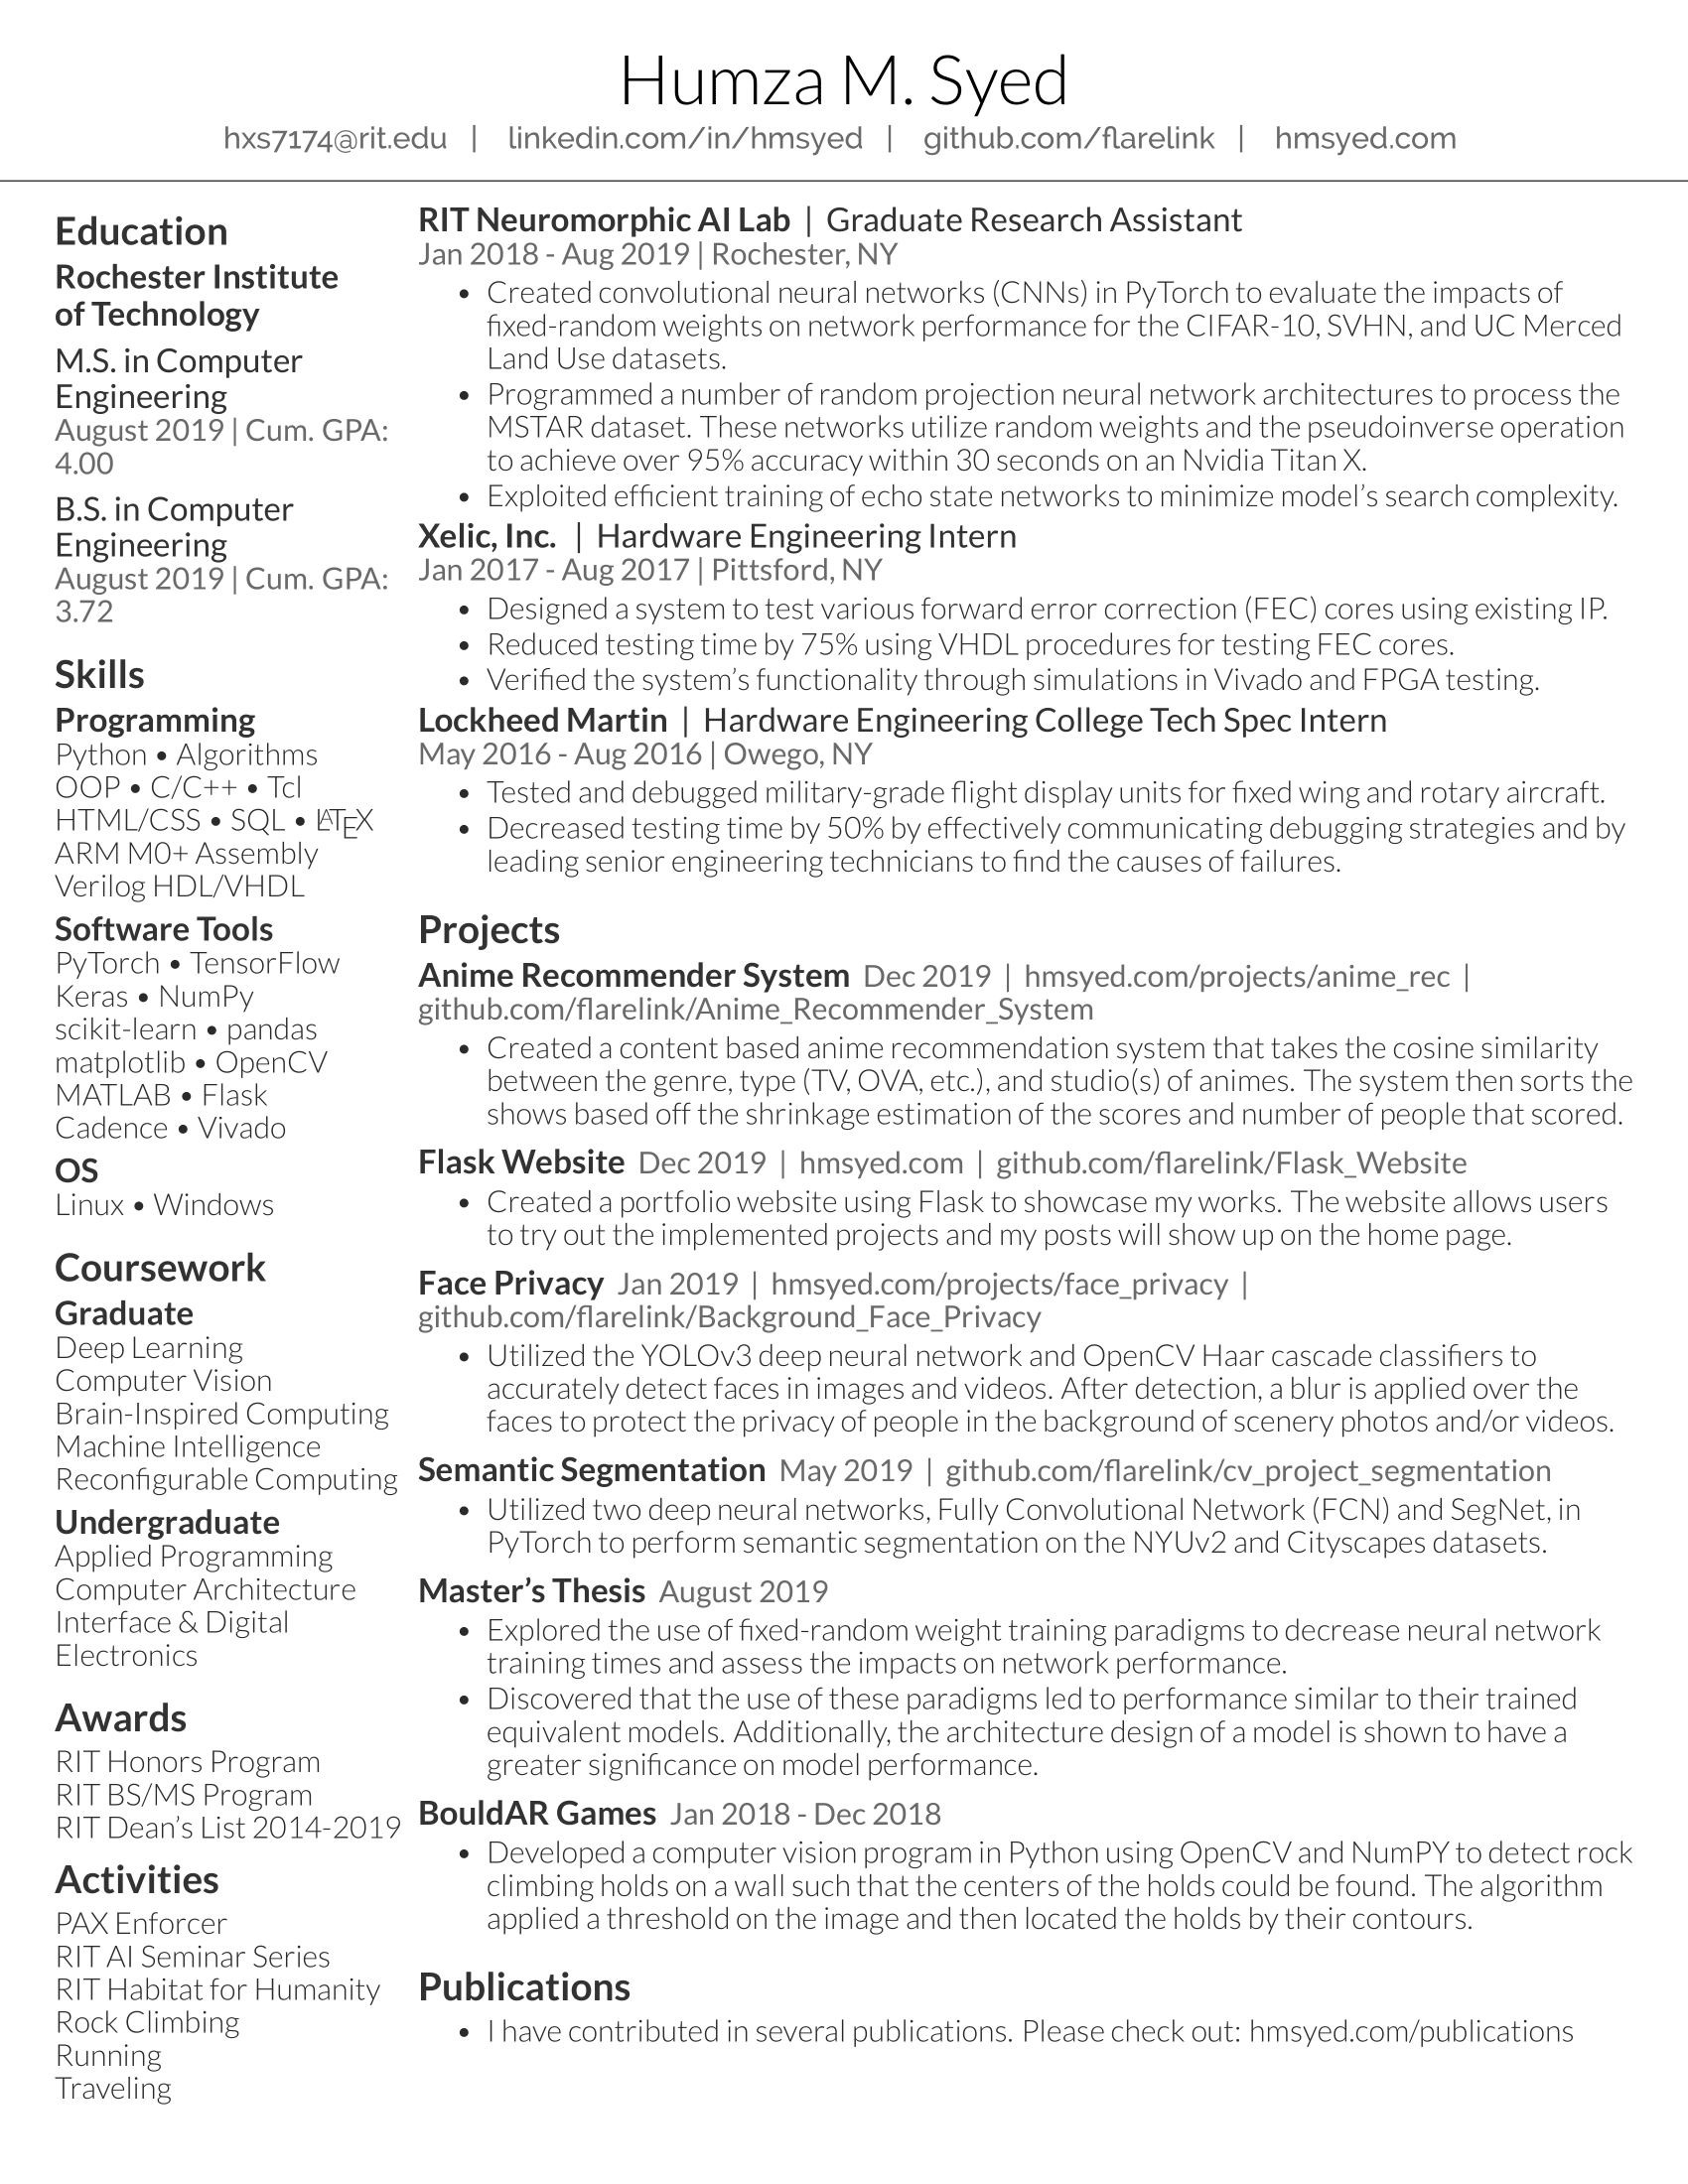 Humza M. Syed
hxs7174@rit.edu | linkedin.com/in/hmsyed | github.com/flarelink | hmsyed.com
Education
Rochester Institute
of Technology
M.S. in Computer
Engineering
August 2019 | Cum. GPA:
4.00
B.S. in Computer
Engineering
August 2019 | Cum. GPA:
3.72
Skills
Programming
Python • Algorithms
OOP • C/C++ • Tcl
HTML/CSS • SQL • LATEX
ARM M0+ Assembly
Verilog HDL/VHDL
Software Tools
PyTorch • TensorFlow
Keras • NumPy
scikit-learn • pandas
matplotlib • OpenCV
MATLAB • Flask
Cadence • Vivado
OS
Linux • Windows
Coursework
Graduate
Deep Learning
Computer Vision
Brain-Inspired Computing
Machine Intelligence
Reconfigurable Computing
Undergraduate
Applied Programming
Computer Architecture
Interface & Digital
Electronics
Awards
RIT Honors Program
RIT BS/MS Program
RIT Dean's List 2014-2019
Activities
PAX Enforcer
RIT AI Seminar Series
RIT Habitat for Humanity
Rock Climbing
Running
Traveling
RIT Neuromorphic AI Lab | Graduate Research Assistant
Jan 2018 - Aug 2019 | Rochester, NY
• Created convolutional neural networks (CNNs) in PyTorch to evaluate the impacts of
fixed-random weights on network performance for the CIFAR-10, SVHN, and UC Merced
Land Use datasets.
• Programmed a number of random projection neural network architectures to process the
MSTAR dataset. These networks utilize random weights and the pseudoinverse operation
to achieve over 95% accuracy within 30 seconds on an Nvidia Titan X.
• Exploited efficient training of echo state networks to minimize model's search complexity.
Xelic, Inc. | Hardware Engineering Intern
Jan 2017 - Aug 2017 | Pittsford, NY
• Designed a system to test various forward error correction (FEC) cores using existing IP.
• Reduced testing time by 75% using VHDL procedures for testing FEC cores.
• Verified the system's functionality through simulations in Vivado and FPGA testing.
Lockheed Martin | Hardware Engineering College Tech Spec Intern
May 2016 - Aug 2016 | Owego, NY
• Tested and debugged military-grade flight display units for fixed wing and rotary aircraft.
• Decreased testing time by 50% by effectively communicating debugging strategies and by
leading senior engineering technicians to find the causes of failures.
Projects
Anime Recommender System Dec 2019 | hmsyed.com/projects/anime_rec |
github.com/flarelink/Anime_Recommender_System
• Created a content based anime recommendation system that takes the cosine similarity
between the genre, type (TV, OVA, etc.), and studio(s) of animes. The system then sorts the
shows based off the shrinkage estimation of the scores and number of people that scored.
Flask Website Dec 2019 | hmsyed.com | github.com/flarelink/Flask_Website
• Created a portfolio website using Flask to showcase my works. The website allows users
to try out the implemented projects and my posts will show up on the home page.
Face Privacy Jan 2019 | hmsyed.com/projects/face_privacy |
github.com/flarelink/Background_Face_Privacy
• Utilized the YOLOv3 deep neural network and OpenCV Haar cascade classifiers to
accurately detect faces in images and videos. After detection, a blur is applied over the
faces to protect the privacy of people in the background of scenery photos and/or videos.
Semantic Segmentation May 2019 | github.com/flarelink/cv_project_segmentation
• Utilized two deep neural networks, Fully Convolutional Network (FCN) and SegNet, in
PyTorch to perform semantic segmentation on the NYUv2 and Cityscapes datasets.
Master's Thesis August 2019
• Explored the use of fixed-random weight training paradigms to decrease neural network
training times and assess the impacts on network performance.
• Discovered that the use of these paradigms led to performance similar to their trained
equivalent models. Additionally, the architecture design of a model is shown to have a
greater significance on model performance.
BouldAR Games Jan 2018 - Dec 2018
• Developed a computer vision program in Python using OpenCV and NumPY to detect rock
climbing holds on a wall such that the centers of the holds could be found. The algorithm
applied a threshold on the image and then located the holds by their contours.
Publications
• I have contributed in several publications. Please check out: hmsyed.com/publications